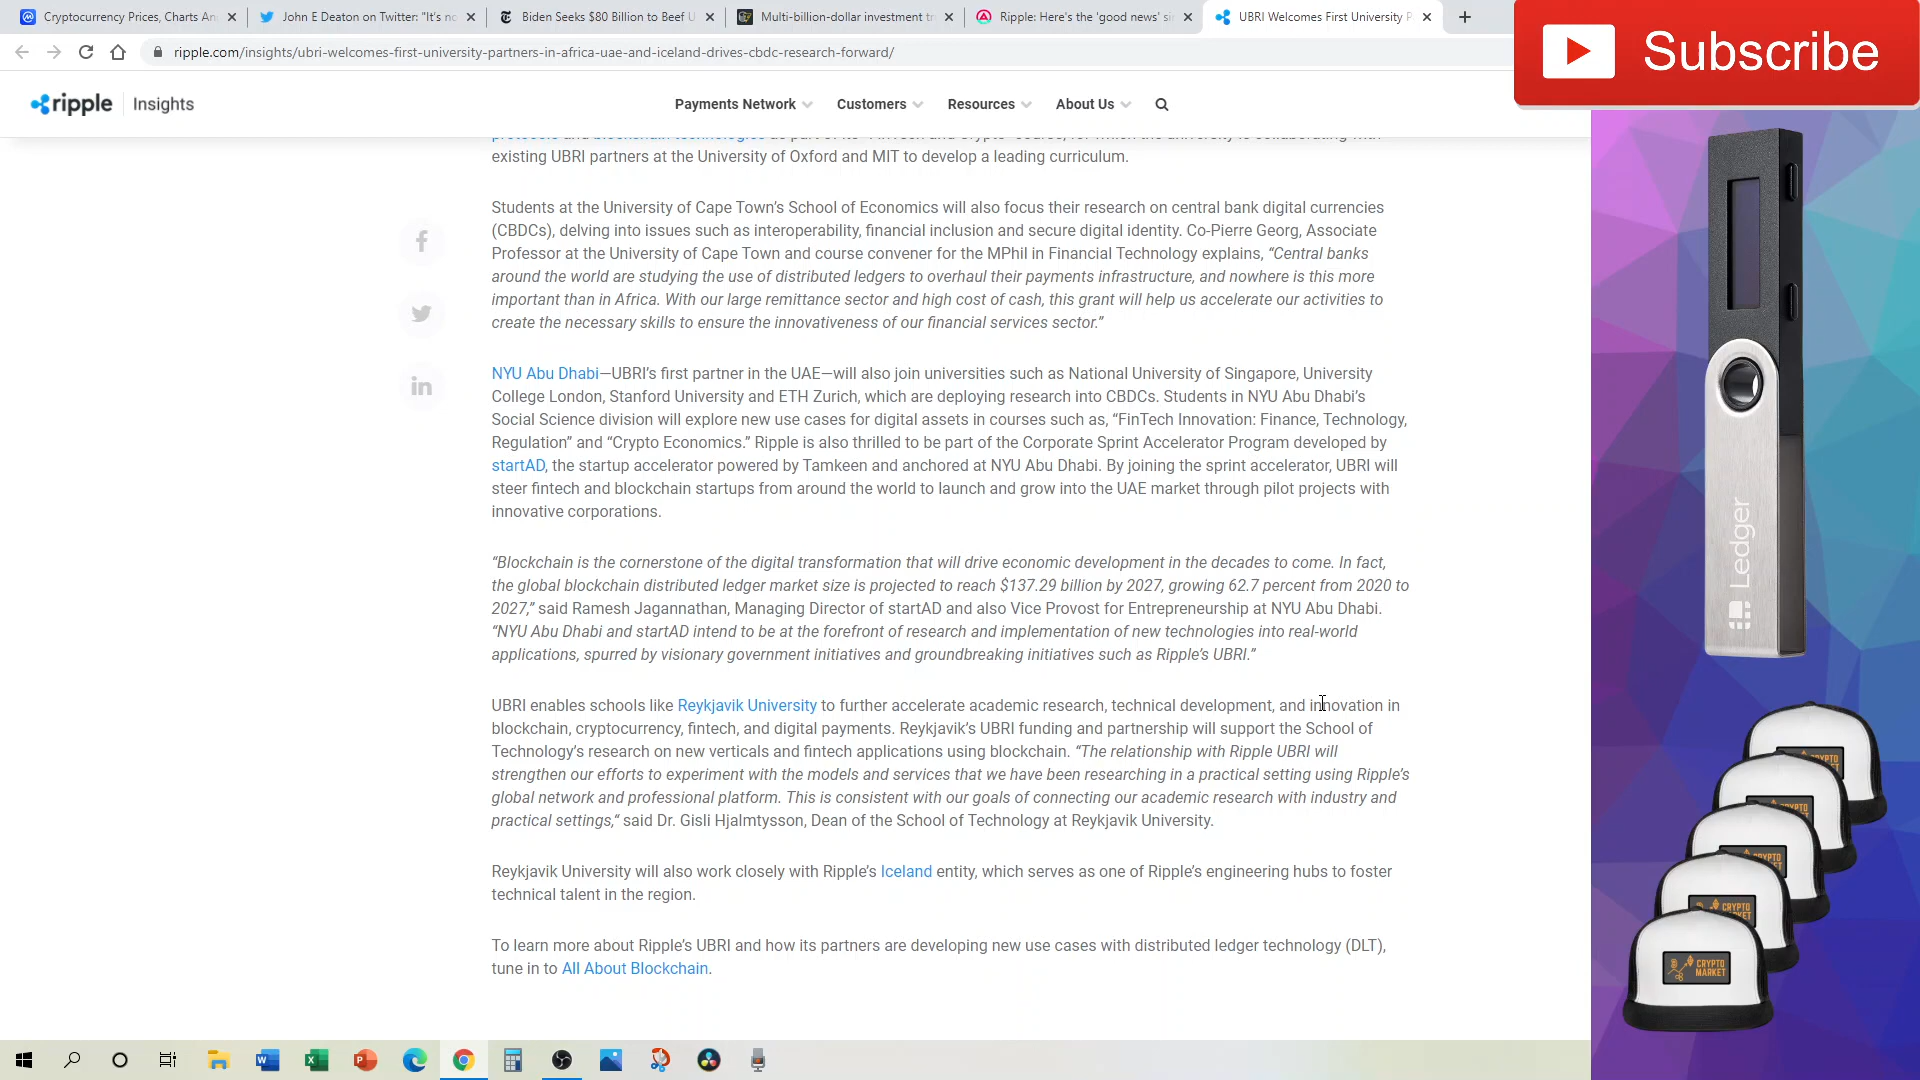 Cryptocurrency Prices, Charts An
John E Deaton on Twitter: "It's no
Biden Seeks $80 Billion to Beef U
Multi-billion-dollar investment t
Ripple: Here's the 'good news' si
UBRI Welcomes First University P
ripple.com/insights/ubri-welcomes-first-university-partners-in-africa-uae-and-iceland-drives-cbdc-research-forward/
Subscribe
ripple Insights
Payments Network
Customers
Resources
About Us
existing UBRI partners at the University of Oxford and MIT to develop a leading curriculum.
Students at the University of Cape Town’s School of Economics will also focus their research on central bank digital currencies
(CBDCs), delving into issues such as interoperability, financial inclusion and secure digital identity. Co-Pierre Georg, Associate
Professor at the University of Cape Town and course convener for the MPhil in Financial Technology explains, “Central banks
around the world are studying the use of distributed ledgers to overhaul their payments infrastructure, and nowhere is this more
important than in Africa. With our large remittance sector and high cost of cash, this grant will help us accelerate our activities to
create the necessary skills to ensure the innovativeness of our financial services sector.”
NYU Abu Dhabi—UBRI’s first partner in the UAE—will also join universities such as National University of Singapore, University
College London, Stanford University and ETH Zurich, which are deploying research into CBDCs. Students in NYU Abu Dhabi’s
Social Science division will explore new use cases for digital assets in courses such as, “FinTech Innovation: Finance, Technology,
Regulation” and “Crypto Economics.” Ripple is also thrilled to be part of the Corporate Sprint Accelerator Program developed by
startAD, the startup accelerator powered by Tamkeen and anchored at NYU Abu Dhabi. By joining the sprint accelerator, UBRI will
steer fintech and blockchain startups from around the world to launch and grow into the UAE market through pilot projects with
innovative corporations.
“Blockchain is the cornerstone of the digital transformation that will drive economic development in the decades to come. In fact,
the global blockchain distributed ledger market size is projected to reach $137.29 billion by 2027, growing 62.7 percent from 2020 to
2027,” said Ramesh Jagannathan, Managing Director of startAD and also Vice Provost for Entrepreneurship at NYU Abu Dhabi.
“NYU Abu Dhabi and startAD intend to be at the forefront of research and implementation of new technologies into real-world
applications, spurred by visionary government initiatives and groundbreaking initiatives such as Ripple’s UBRI.”
UBRI enables schools like Reykjavik University to further accelerate academic research, technical development, and innovation in
blockchain, cryptocurrency, fintech, and digital payments. Reykjavik’s UBRI funding and partnership will support the School of
Technology’s research on new verticals and fintech applications using blockchain. “The relationship with Ripple UBRI will
strengthen our efforts to experiment with the models and services that we have been researching in a practical setting using Ripple’s
global network and professional platform. This is consistent with our goals of connecting our academic research with industry and
practical settings,“ said Dr. Gisli Hjalmtysson, Dean of the School of Technology at Reykjavik University.
Reykjavik University will also work closely with Ripple’s Iceland entity, which serves as one of Ripple’s engineering hubs to foster
technical talent in the region.
To learn more about Ripple’s UBRI and how its partners are developing new use cases with distributed ledger technology (DLT),
tune in to All About Blockchain.
Ledger
CRYPTO
MARKET